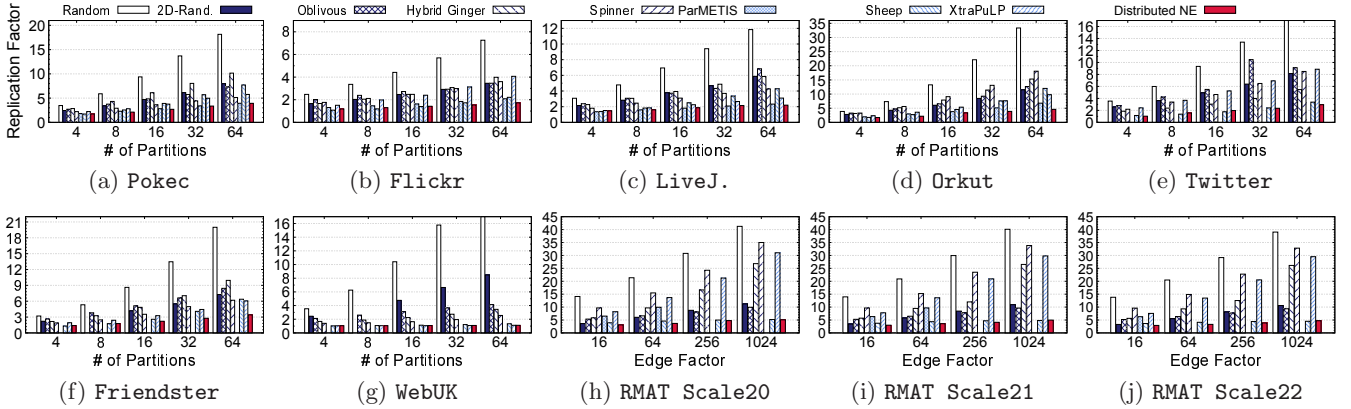 Random 2D-Rand. Oblivous Hybrid Ginger Spinner ParMETIS Sheep XtraPuLP Distributed NE
Replication Factor
20
15
10
5
0
4 8 16 32 64
# of Partitions
(a) Pokec
8
6
4
2
0
4 8 16 32 64
# of Partitions
(b) Flickr
12
10
8
6
4
2
0
4 8 16 32 64
# of Partitions
(c) LiveJ.
35
30
25
20
15
10
5
0
4 8 16 32 64
# of Partitions
(d) Orkut
16
14
12
10
8
6
4
2
0
4 8 16 32 64
# of Partitions
(e) Twitter
21
18
15
12
9
6
3
0
4 8 16 32 64
# of Partitions
(f) Friendster
16
14
12
10
8
6
4
2
0
4 8 16 32 64
# of Partitions
(g) WebUK
45
40
35
30
25
20
15
10
5
0
16 64 256 1024
Edge Factor
(h) RMAT Scale20
45
40
35
30
25
20
15
10
5
0
16 64 256 1024
Edge Factor
(i) RMAT Scale21
45
40
35
30
25
20
15
10
5
0
16 64 256 1024
Edge Factor
(j) RMAT Scale22